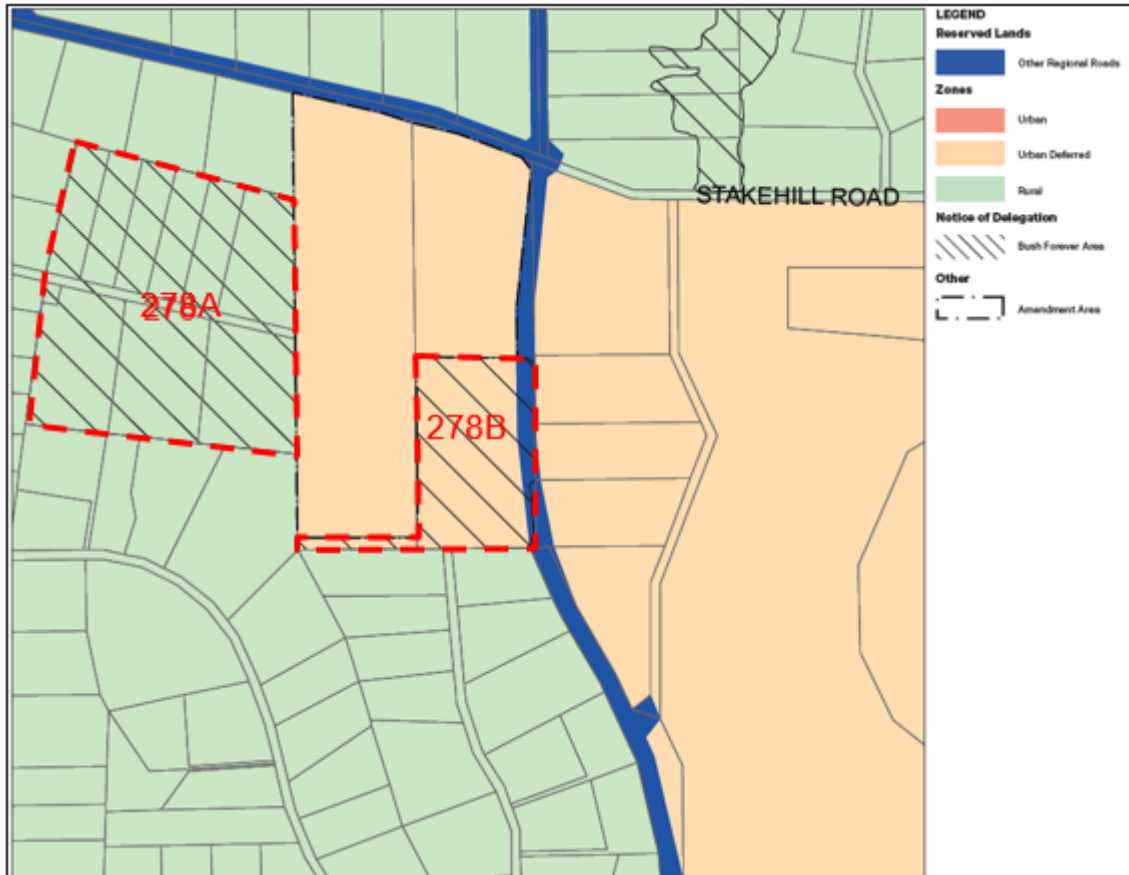 LEGEND
Reserved Lands
Other Regional Roads
Zones
Urban
Urban Deferred
Rural
Notice of Delegation
Bush Forever Area
Other
Amendment Area
STAKEHILL ROAD
278A
278B